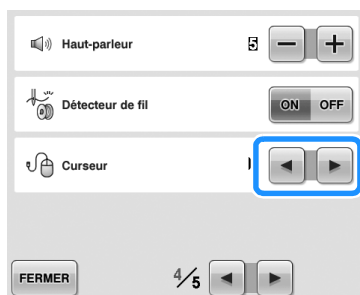 Haut-parleur 5 − +
Détecteur de fil ON OFF
Curseur
FERMER 4/5